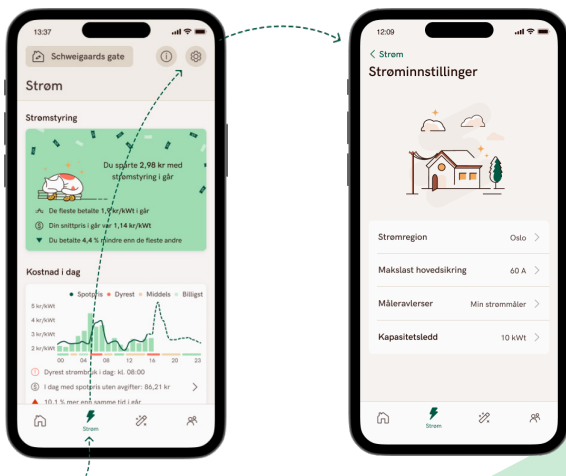 13:37
Schweigaards gate
Strøm
Strømstyring
Du sparte 2,98 kr med
strømstyring i går
De fleste betalte 1,9 kr/kWt i går
Din snittpris i går var 1,14 kr/kWt
Du betalte 4,4 % mindre enn de fleste andre
Kostnad i dag
Spotpris Dyrest Middels Billigst
5 kr/kWt
4 kr/kWt
3 kr/kWt
2 kr/kWt
00 04 08 12 16 20 23
Dyrest strømbruk i dag: kl. 08:00
I dag med spotpris uten avgifter: 86,21 kr
10,1 % mer enn samme tid i går
Strøm
12:09
Strøm
Strøminnstillinger
Strømregion Oslo
Makslast hovedsikring 60 A
Måleravlerser Min strømmåler
Kapasitetsledd 10 kWt
Strøm